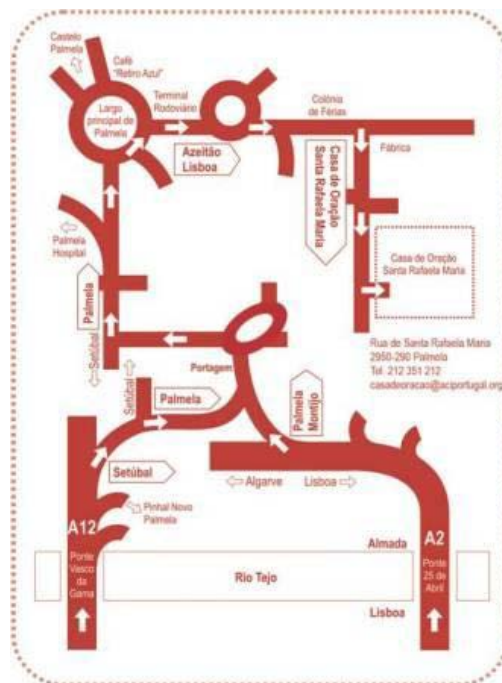 Castelo
Palmela
Café
"Retiro Azul"
Largo
principal de
Palmela
Terminal
Rodoviário
Colónia
de Férias
Azeitão
Lisboa
Casa de Oração
Santa Rafaela Maria
Fábrica
Palmela
Hospital
Casa de Oração
Santa Rafaela Maria
Palmela
Setúbal
Rua de Santa Rafaela Maria
2950-290 Palmela
Tel. 212 351 212
casadeoracao@aciportugal.org
Portagem
Setúbal
Palmela
Palmela
Montijo
Setúbal
Algarve
Lisboa
Pinhal Novo
Palmela
A12
A2
Ponte
Vasco
da
Gama
Almada
Ponte
25 de
Abril
Rio Tejo
Lisboa